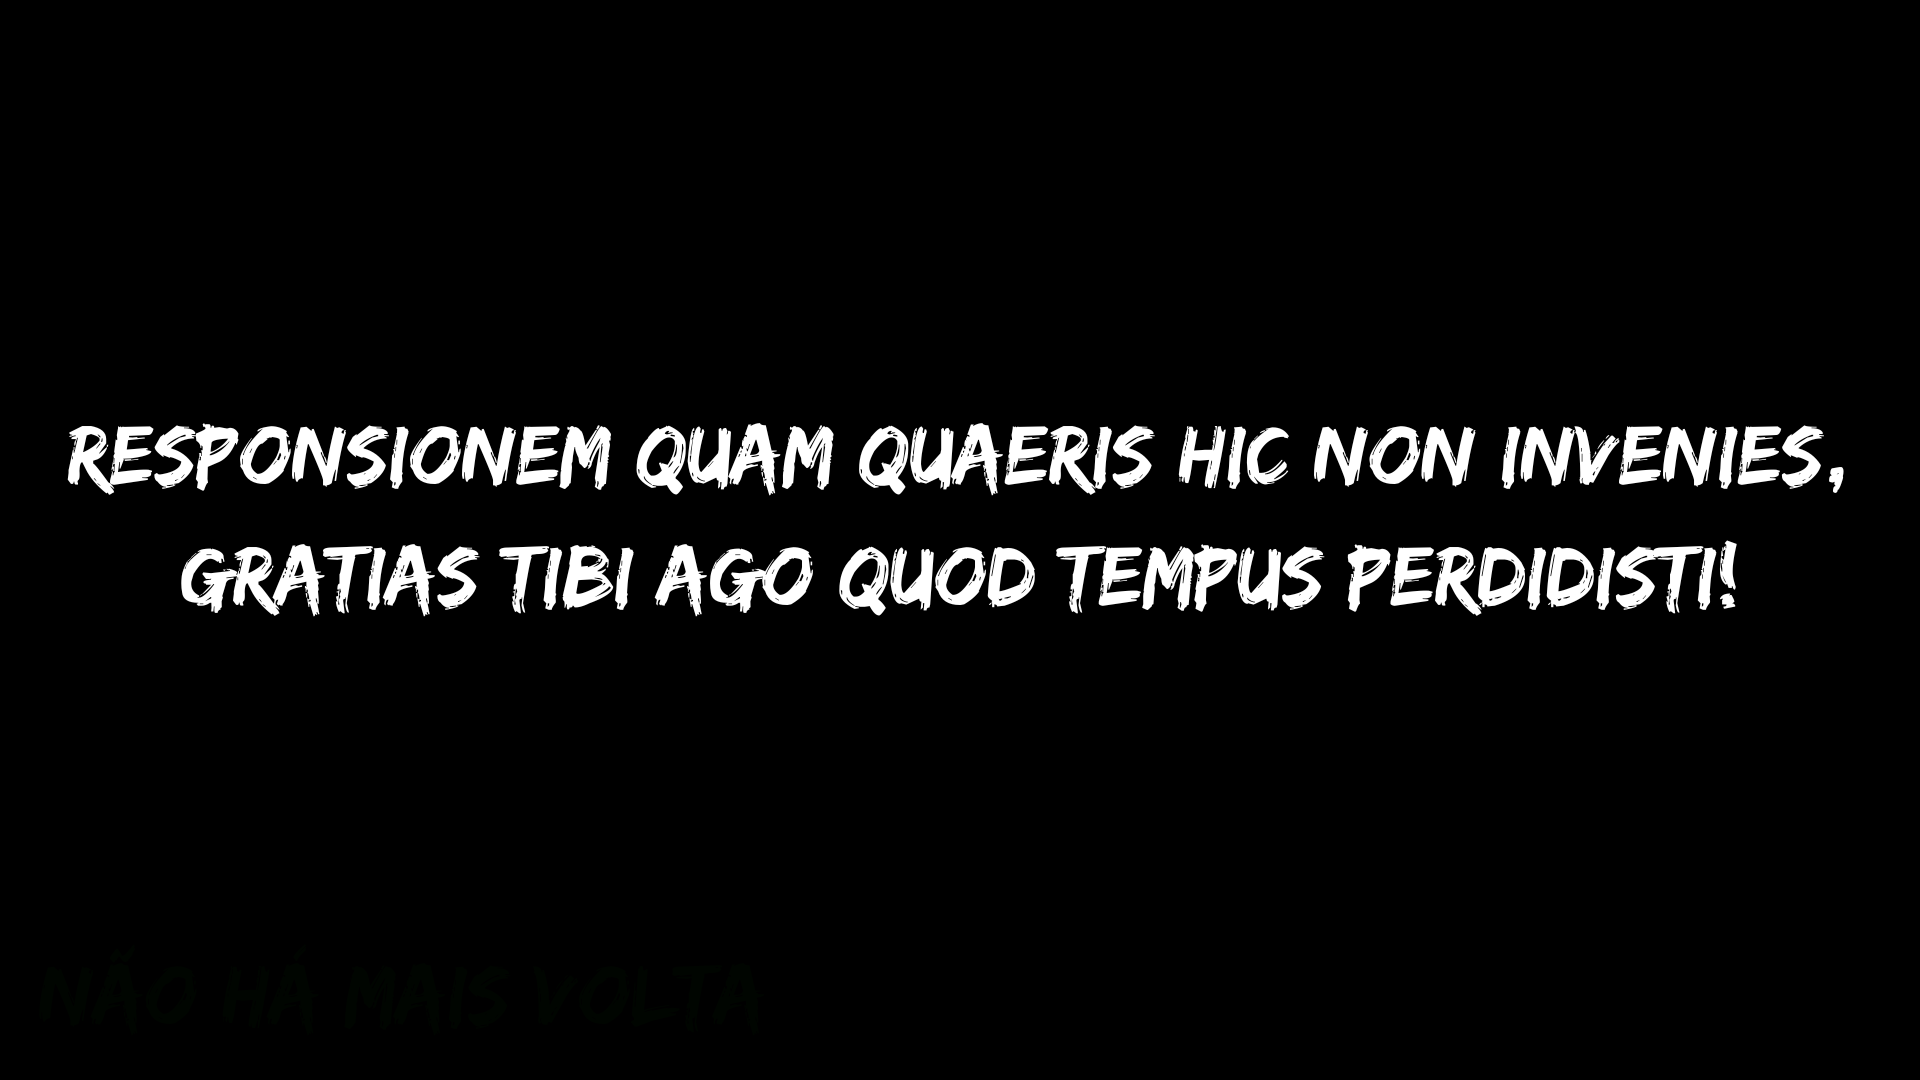 RESPONSIONEM QUAM QUAERIS HIC NON INVENIES,
GRATIAS TIBI AGO QUOD TEMPUS PERDIDISTI!
NÃO HÁ MAIS VOLTA